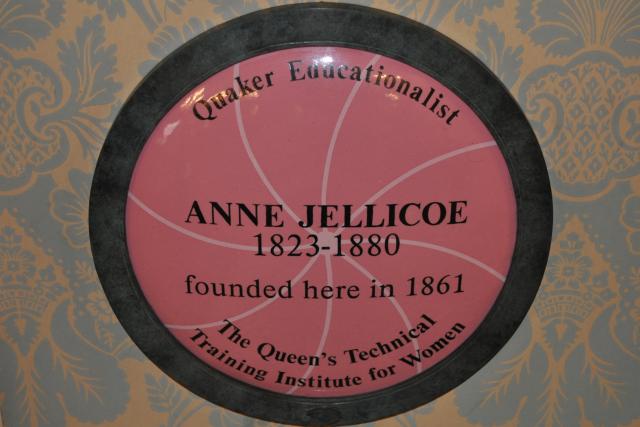 Quaker Educationalist
ANNE JELLICOE
1823-1880
founded here in 1861
The Queen's Technical
Training Institute for Women